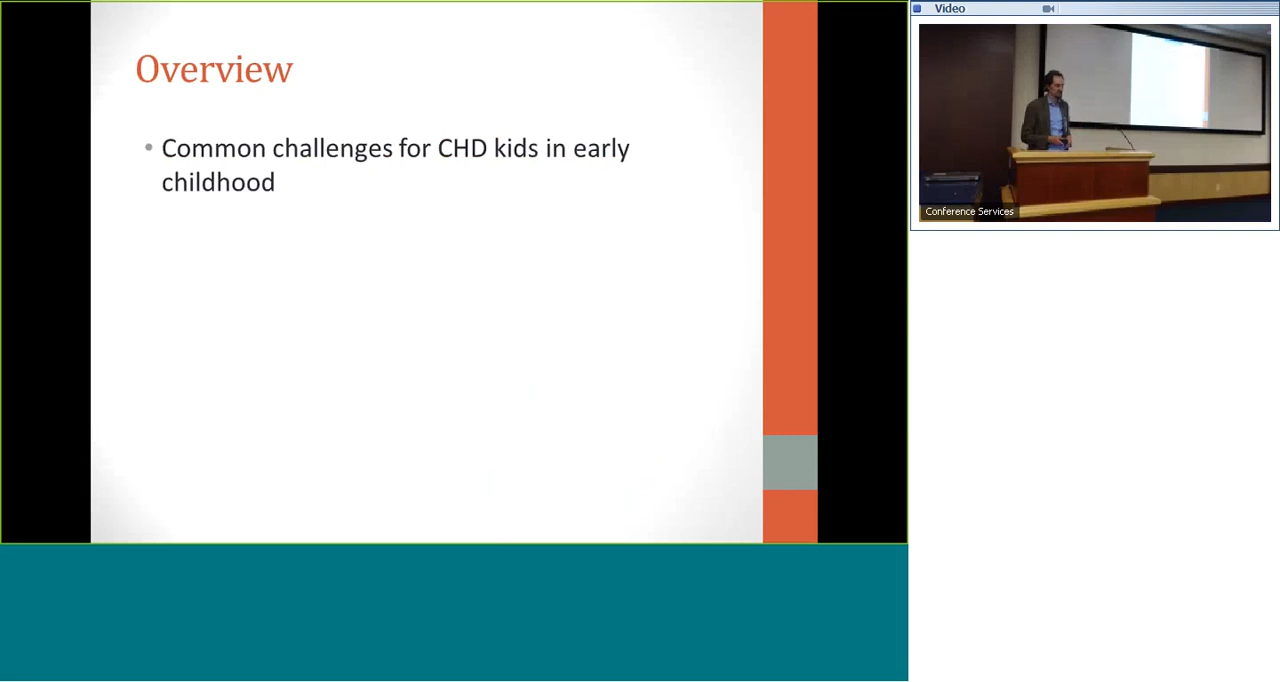 Overview
• Common challenges for CHD kids in early
childhood
Video
Conference Services